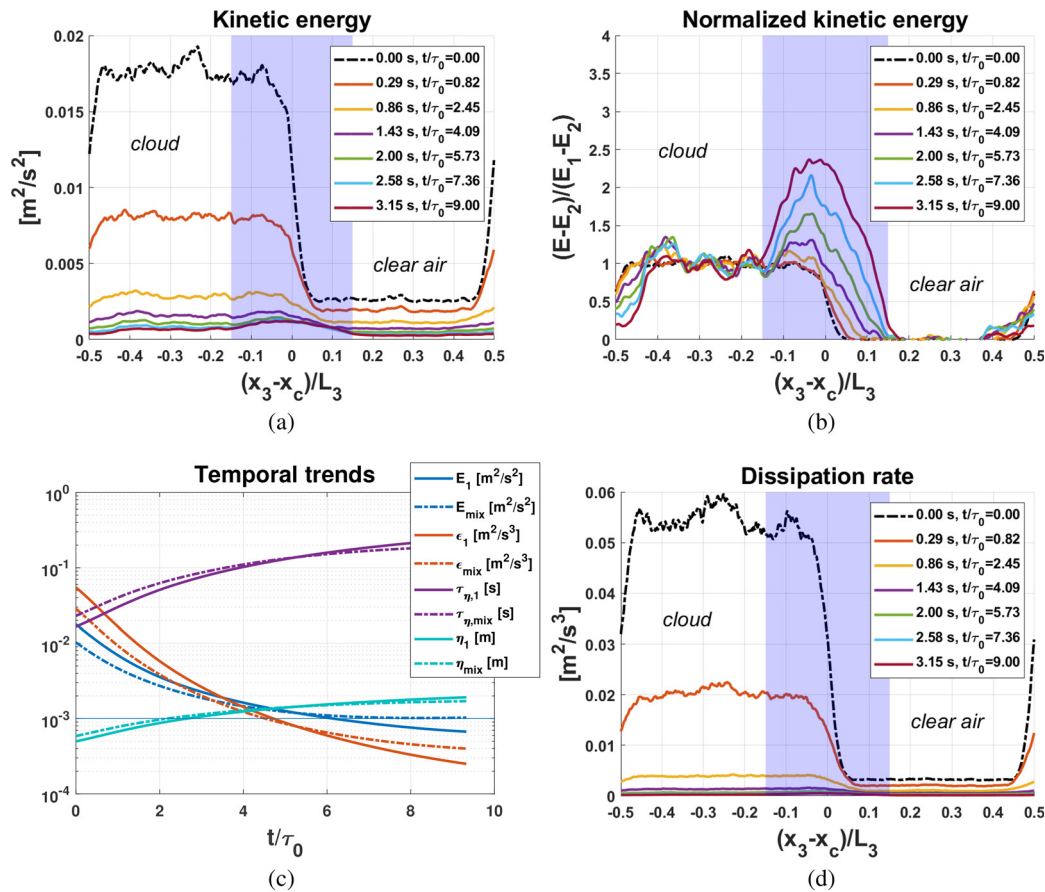 Kinetic energy
0.02
0.015
0.01
0.005
0
[m²/s²]
cloud
clear air
0.00 s, t/τ₀=0.00
0.29 s, t/τ₀=0.82
0.86 s, t/τ₀=2.45
1.43 s, t/τ₀=4.09
2.00 s, t/τ₀=5.73
2.58 s, t/τ₀=7.36
3.15 s, t/τ₀=9.00
-0.5 -0.4 -0.3 -0.2 -0.1 0 0.1 0.2 0.3 0.4 0.5
(x₃-x_c)/L₃
(a)
Normalized kinetic energy
4
3.5
3
2.5
2
1.5
1
0.5
0
(E-E₂)/(E₁-E₂)
cloud
clear air
0.00 s, t/τ₀=0.00
0.29 s, t/τ₀=0.82
0.86 s, t/τ₀=2.45
1.43 s, t/τ₀=4.09
2.00 s, t/τ₀=5.73
2.58 s, t/τ₀=7.36
3.15 s, t/τ₀=9.00
-0.5 -0.4 -0.3 -0.2 -0.1 0 0.1 0.2 0.3 0.4 0.5
(x₃-x_c)/L₃
(b)
Temporal trends
10⁰
10⁻¹
10⁻²
10⁻³
10⁻⁴
E₁ [m²/s²]
E_mix [m²/s²]
ϵ₁ [m²/s³]
ϵ_mix [m²/s³]
τ_η,1 [s]
τ_η,mix [s]
η₁ [m]
η_mix [m]
0 2 4 6 8 10
t/τ₀
(c)
Dissipation rate
0.06
0.05
0.04
0.03
0.02
0.01
0
[m²/s³]
cloud
clear air
0.00 s, t/τ₀=0.00
0.29 s, t/τ₀=0.82
0.86 s, t/τ₀=2.45
1.43 s, t/τ₀=4.09
2.00 s, t/τ₀=5.73
2.58 s, t/τ₀=7.36
3.15 s, t/τ₀=9.00
-0.5 -0.4 -0.3 -0.2 -0.1 0 0.1 0.2 0.3 0.4 0.5
(x₃-x_c)/L₃
(d)